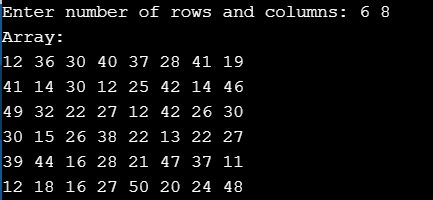 Enter number of rows and columns: 6 8
Array:
12 36 30 40 37 28 41 19
41 14 30 12 25 42 14 46
49 32 22 27 12 42 26 30
30 15 26 38 22 13 22 27
39 44 16 28 21 47 37 11
12 18 16 27 50 20 24 48